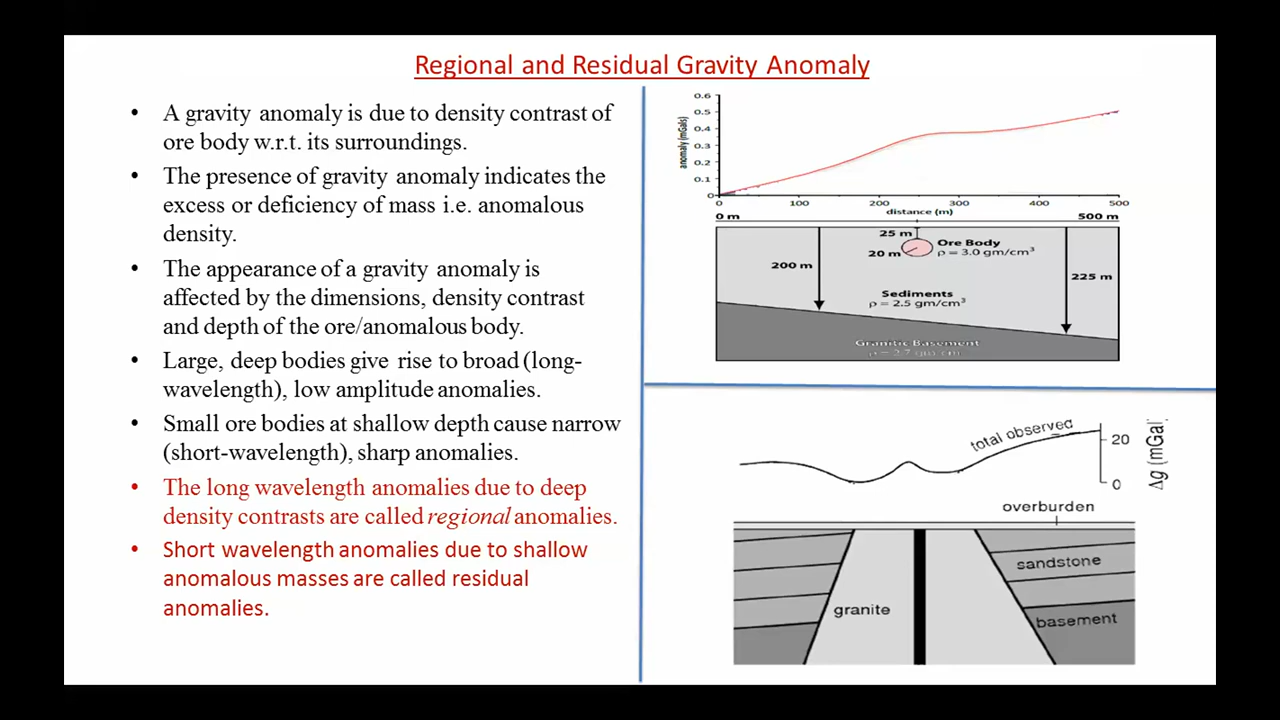 Regional and Residual Gravity Anomaly
• A gravity anomaly is due to density contrast of
ore body w.r.t. its surroundings.
• The presence of gravity anomaly indicates the
excess or deficiency of mass i.e. anomalous
density.
• The appearance of a gravity anomaly is
affected by the dimensions, density contrast
and depth of the ore/anomalous body.
• Large, deep bodies give rise to broad (long-
wavelength), low amplitude anomalies.
• Small ore bodies at shallow depth cause narrow
(short-wavelength), sharp anomalies.
• The long wavelength anomalies due to deep
density contrasts are called regional anomalies.
• Short wavelength anomalies due to shallow
anomalous masses are called residual
anomalies.
anomaly (mGals)
0.6
0.5
0.4
0.3
0.2
0.1
0
0 100 200 300 400 500
distance (m)
0 m 500 m
25 m
Ore Body
20 m ρ = 3.0 gm/cm³
200 m
225 m
Sediments
ρ = 2.5 gm/cm³
Granitic Basement
ρ = 2.7 gm/cm
total observed
20
0
Δg (mGal)
overburden
sandstone
granite
basement